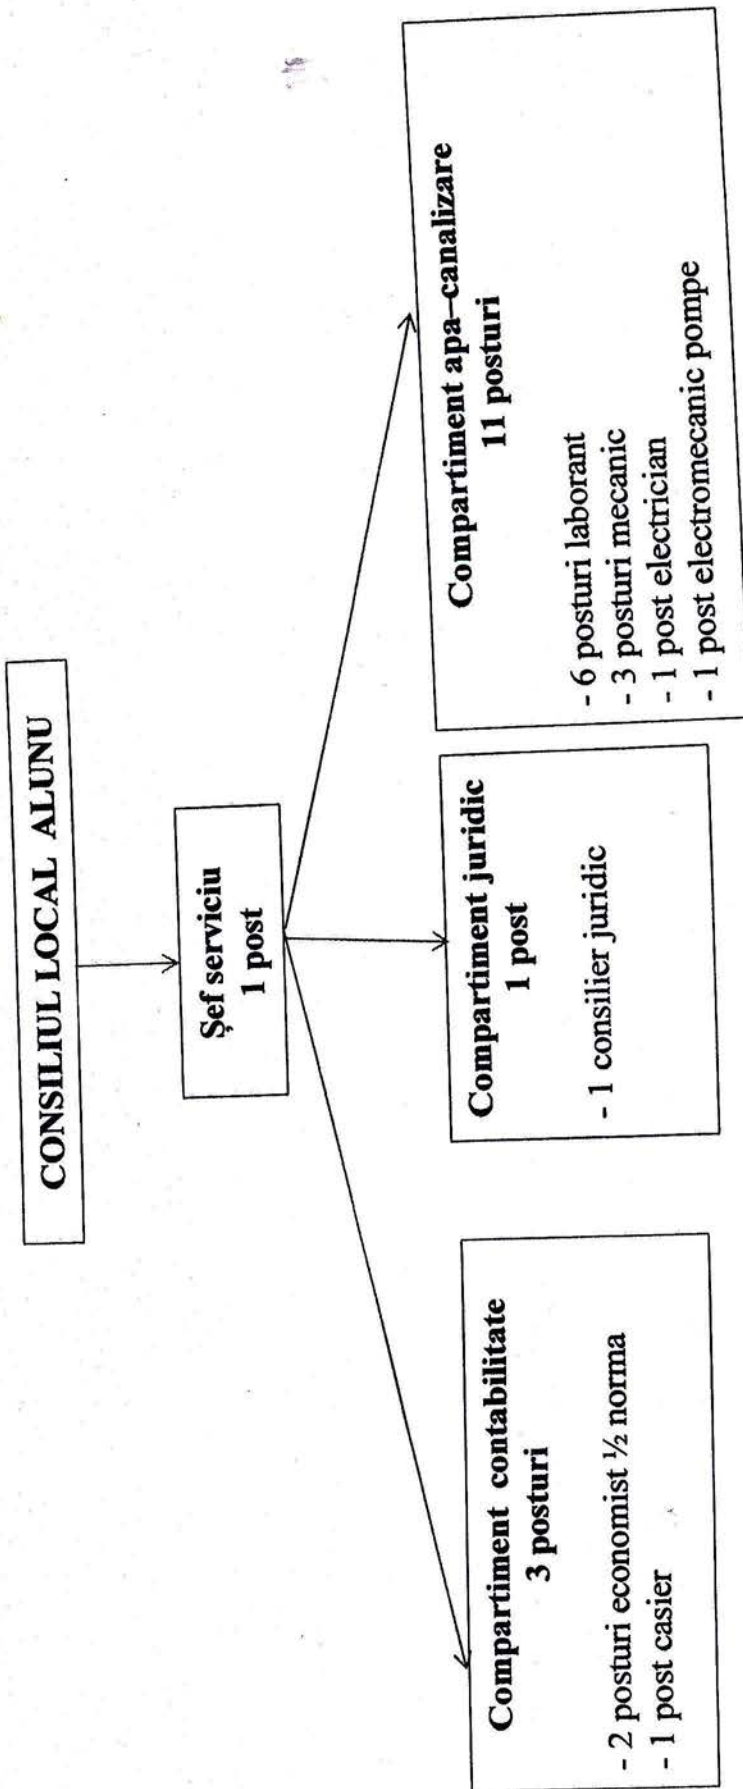 CONSILIUL LOCAL ALUNU
Șef serviciu
1 post
Compartiment contabilitate
3 posturi
- 2 posturi economist ½ norma
- 1 post casier
Compartiment juridic
1 post
- 1 consilier juridic
Compartiment apa–canalizare
11 posturi
- 6 posturi laborant
- 3 posturi mecanic
- 1 post electrician
- 1 post electromecanic pompe